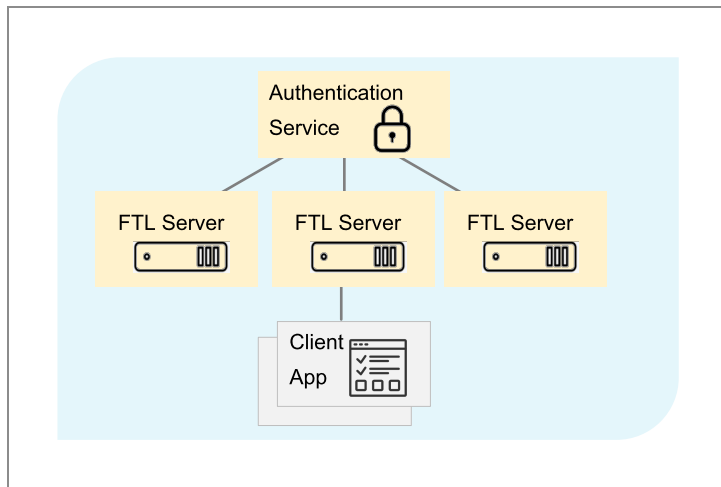 Authentication
Service
FTL Server
FTL Server
FTL Server
Client
App